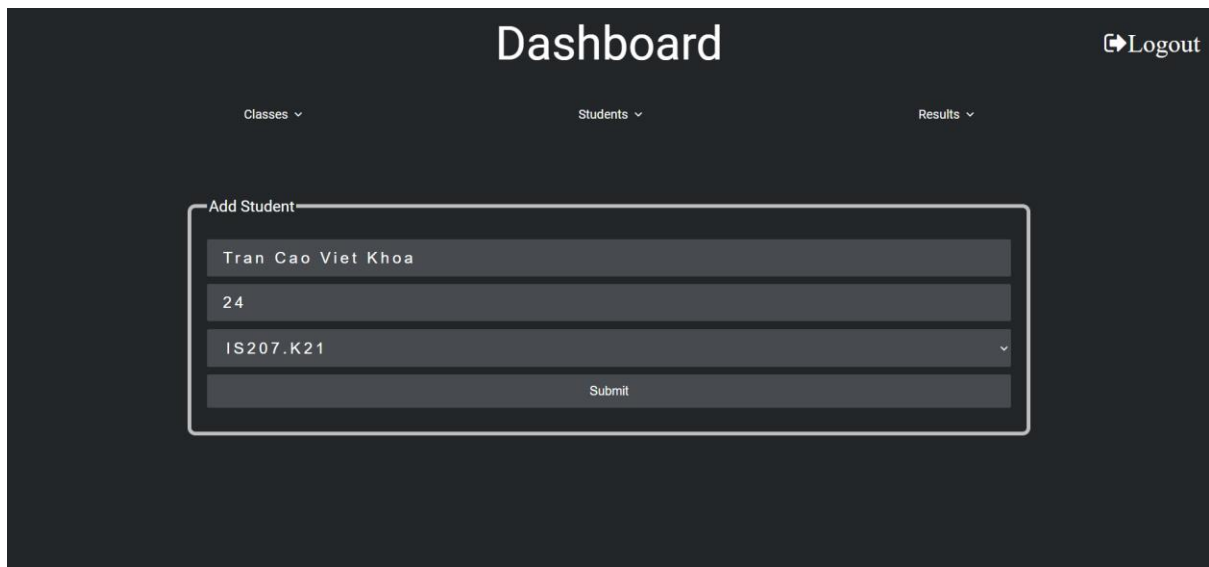 Dashboard
Logout
Classes
Students
Results
Add Student
Tran Cao Viet Khoa
24
IS207.K21
Submit